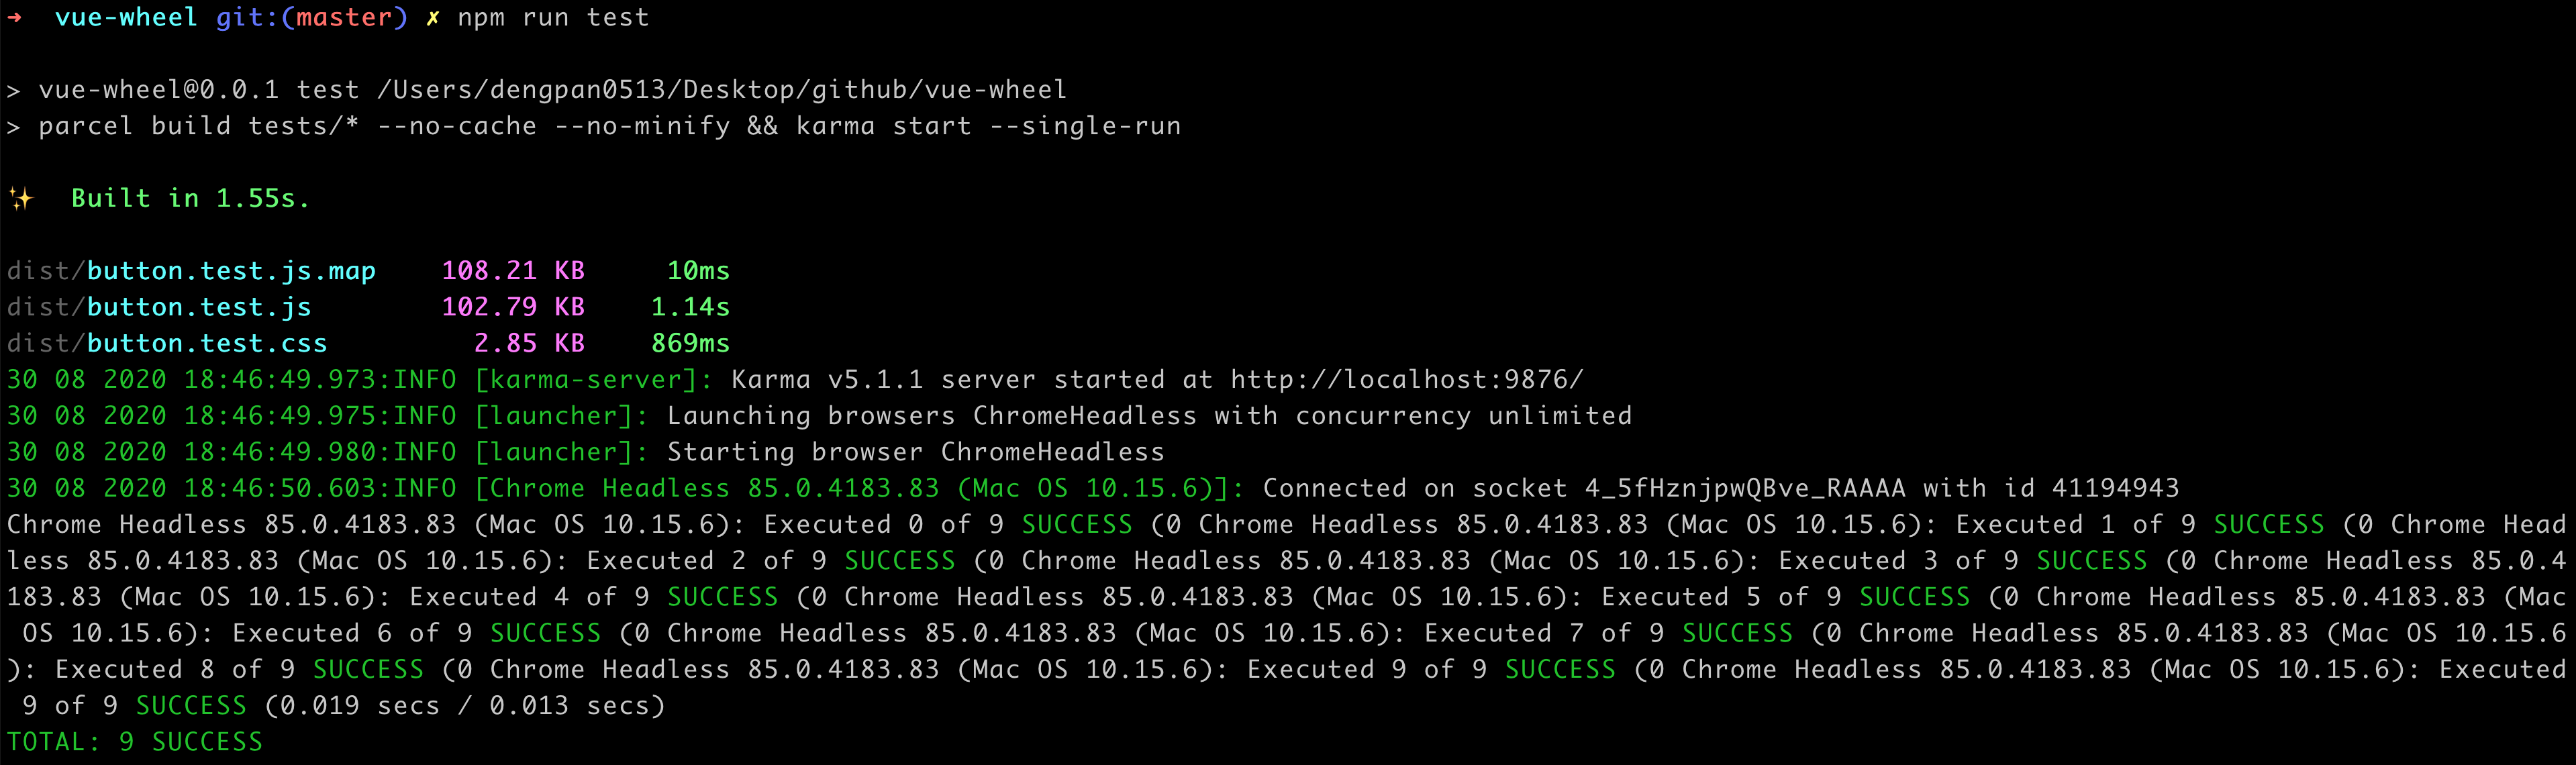 ➜  vue-wheel git:(master) ✗ npm run test
> vue-wheel@0.0.1 test /Users/dengpan0513/Desktop/github/vue-wheel
> parcel build tests/* --no-cache --no-minify && karma start --single-run
✨  Built in 1.55s.
dist/button.test.js.map    108.21 KB     10ms
dist/button.test.js        102.79 KB    1.14s
dist/button.test.css         2.85 KB    869ms
30 08 2020 18:46:49.973:INFO [karma-server]: Karma v5.1.1 server started at http://localhost:9876/
30 08 2020 18:46:49.975:INFO [launcher]: Launching browsers ChromeHeadless with concurrency unlimited
30 08 2020 18:46:49.980:INFO [launcher]: Starting browser ChromeHeadless
30 08 2020 18:46:50.603:INFO [Chrome Headless 85.0.4183.83 (Mac OS 10.15.6)]: Connected on socket 4_5fHznjpwQBve_RAAAA with id 41194943
Chrome Headless 85.0.4183.83 (Mac OS 10.15.6): Executed 0 of 9 SUCCESS (0 Chrome Headless 85.0.4183.83 (Mac OS 10.15.6): Executed 1 of 9 SUCCESS (0 Chrome Head
less 85.0.4183.83 (Mac OS 10.15.6): Executed 2 of 9 SUCCESS (0 Chrome Headless 85.0.4183.83 (Mac OS 10.15.6): Executed 3 of 9 SUCCESS (0 Chrome Headless 85.0.4
183.83 (Mac OS 10.15.6): Executed 4 of 9 SUCCESS (0 Chrome Headless 85.0.4183.83 (Mac OS 10.15.6): Executed 5 of 9 SUCCESS (0 Chrome Headless 85.0.4183.83 (Mac
 OS 10.15.6): Executed 6 of 9 SUCCESS (0 Chrome Headless 85.0.4183.83 (Mac OS 10.15.6): Executed 7 of 9 SUCCESS (0 Chrome Headless 85.0.4183.83 (Mac OS 10.15.6
): Executed 8 of 9 SUCCESS (0 Chrome Headless 85.0.4183.83 (Mac OS 10.15.6): Executed 9 of 9 SUCCESS (0 Chrome Headless 85.0.4183.83 (Mac OS 10.15.6): Executed
 9 of 9 SUCCESS (0.019 secs / 0.013 secs)
TOTAL: 9 SUCCESS